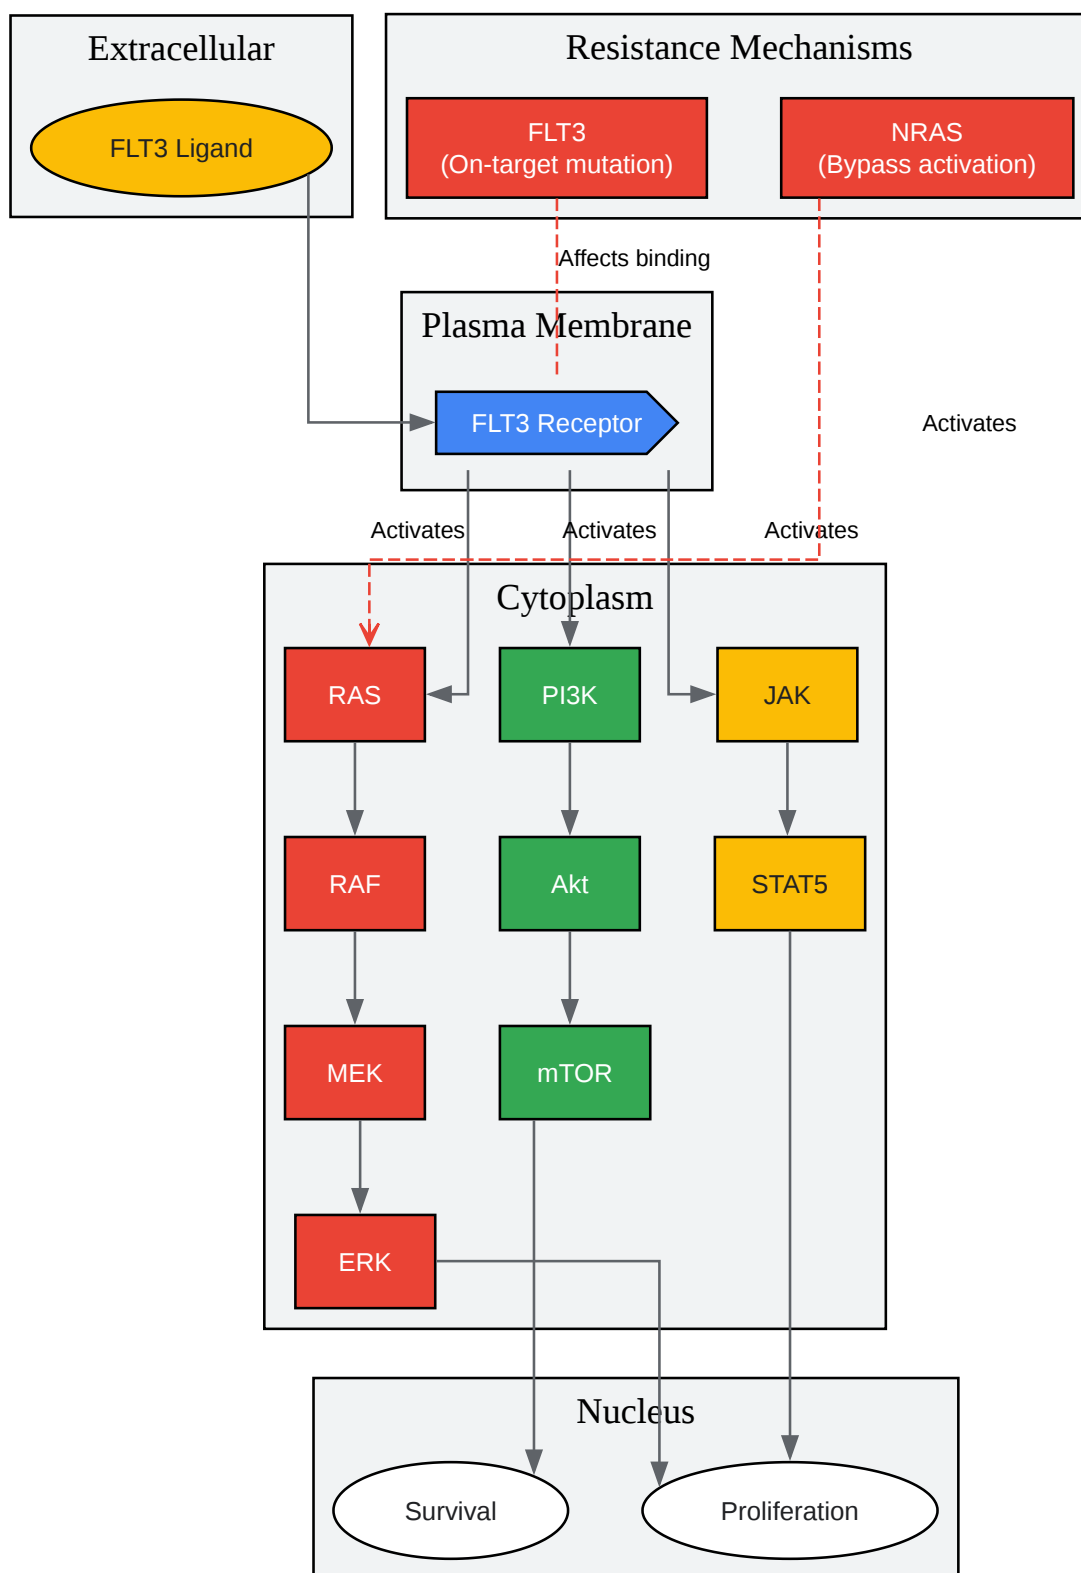 Extracellular
Resistance Mechanisms
FLT3 Ligand
FLT3
(On-target mutation)
NRAS
(Bypass activation)
Affects binding
Plasma Membrane
FLT3 Receptor
Activates
Activates
Activates
Activates
Cytoplasm
RAS
PI3K
JAK
RAF
Akt
STAT5
MEK
mTOR
ERK
Nucleus
Survival
Proliferation